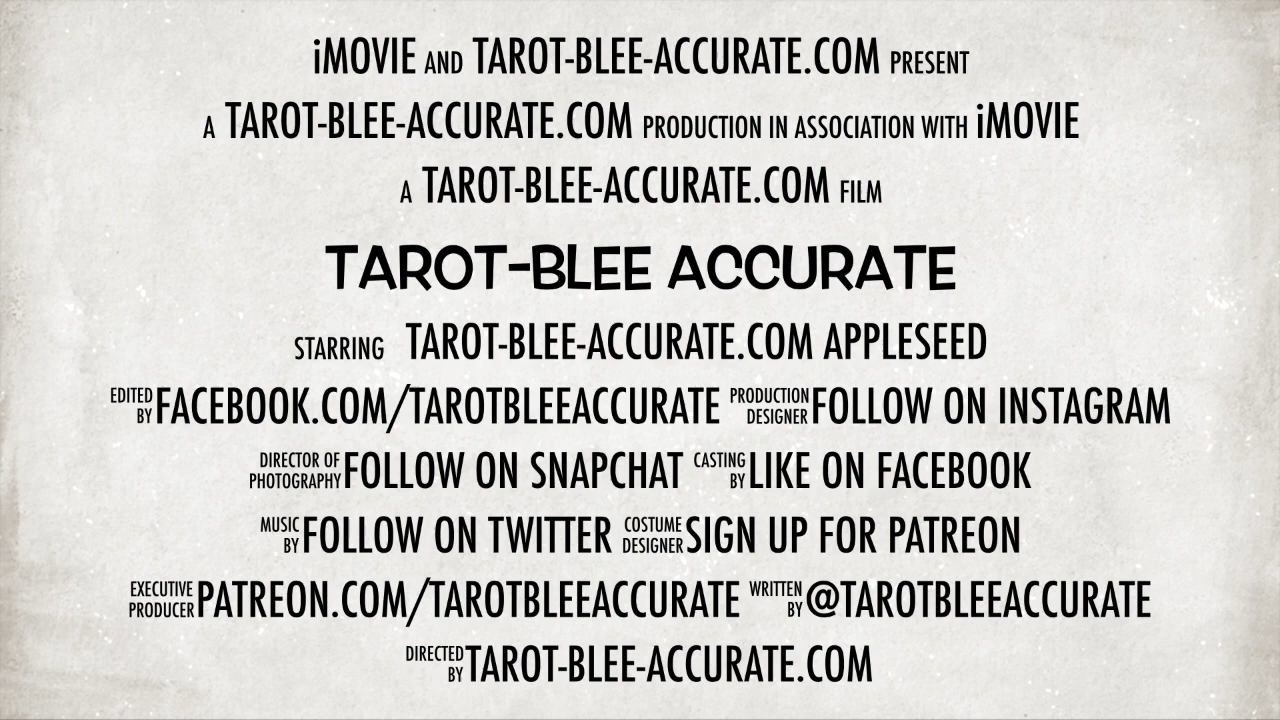 iMOVIE AND TAROT-BLEE-ACCURATE.COM PRESENT
A TAROT-BLEE-ACCURATE.COM PRODUCTION IN ASSOCIATION WITH iMOVIE
A TAROT-BLEE-ACCURATE.COM FILM
TAROT-BLEE ACCURATE
STARRING TAROT-BLEE-ACCURATE.COM APPLESEED
EDITED BY FACEBOOK.COM/TAROTBLEEACCURATE PRODUCTION DESIGNER FOLLOW ON INSTAGRAM
DIRECTOR OF PHOTOGRAPHY FOLLOW ON SNAPCHAT CASTING BY LIKE ON FACEBOOK
MUSIC BY FOLLOW ON TWITTER COSTUME DESIGNER SIGN UP FOR PATREON
EXECUTIVE PRODUCER PATREON.COM/TAROTBLEEACCURATE WRITTEN BY @TAROTBLEEACCURATE
DIRECTED BY TAROT-BLEE-ACCURATE.COM